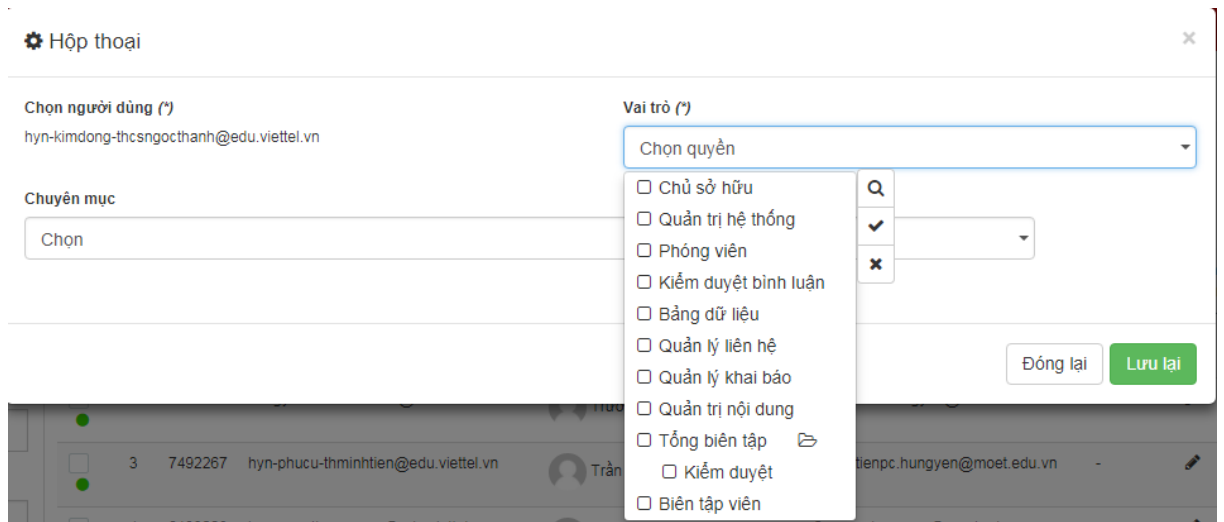 Hộp thoại
×
Chọn người dùng (*)
hyn-kimdong-thcsngocthanh@edu.viettel.vn
Vai trò (*)
Chọn quyền
Chuyên mục
Chọn
Chủ sở hữu
Quản trị hệ thống
Phóng viên
Kiểm duyệt bình luận
Bảng dữ liệu
Quản lý liên hệ
Quản lý khai báo
Quản trị nội dung
Tổng biên tập
Kiểm duyệt
Biên tập viên
Đóng lại
Lưu lại
3 7492267 hyn-phucu-thminhtien@edu.viettel.vn Trần tienpc.hungyen@moet.edu.vn -